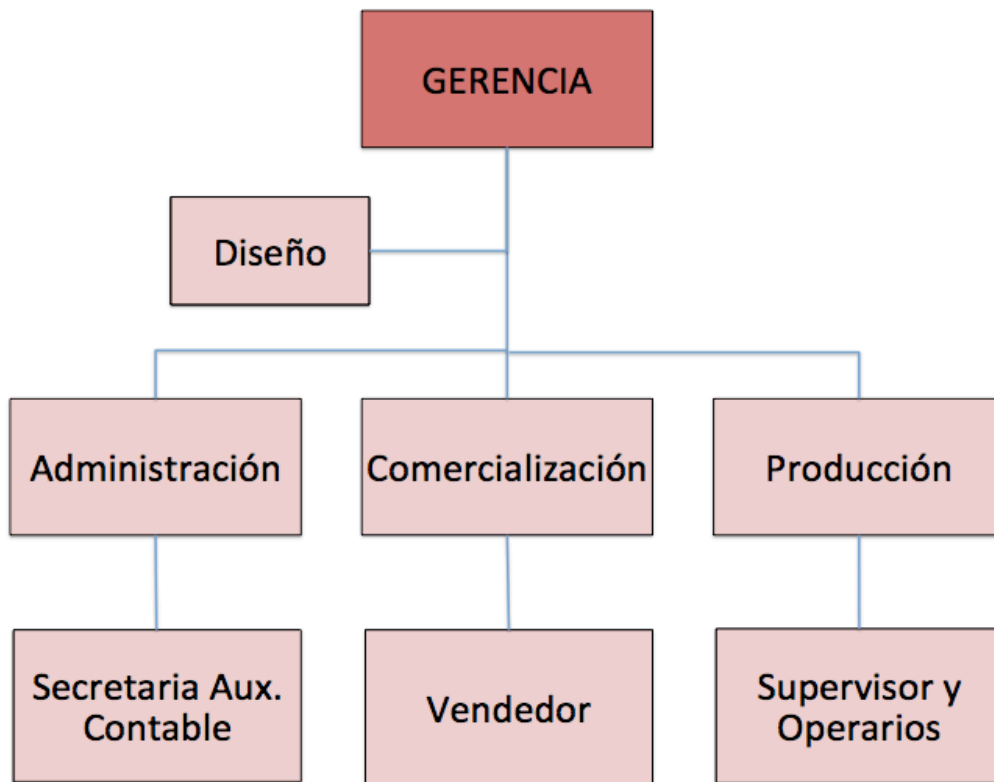 GERENCIA
Diseño
Administración
Comercialización
Producción
Secretaria Aux.
Contable
Vendedor
Supervisor y
Operarios